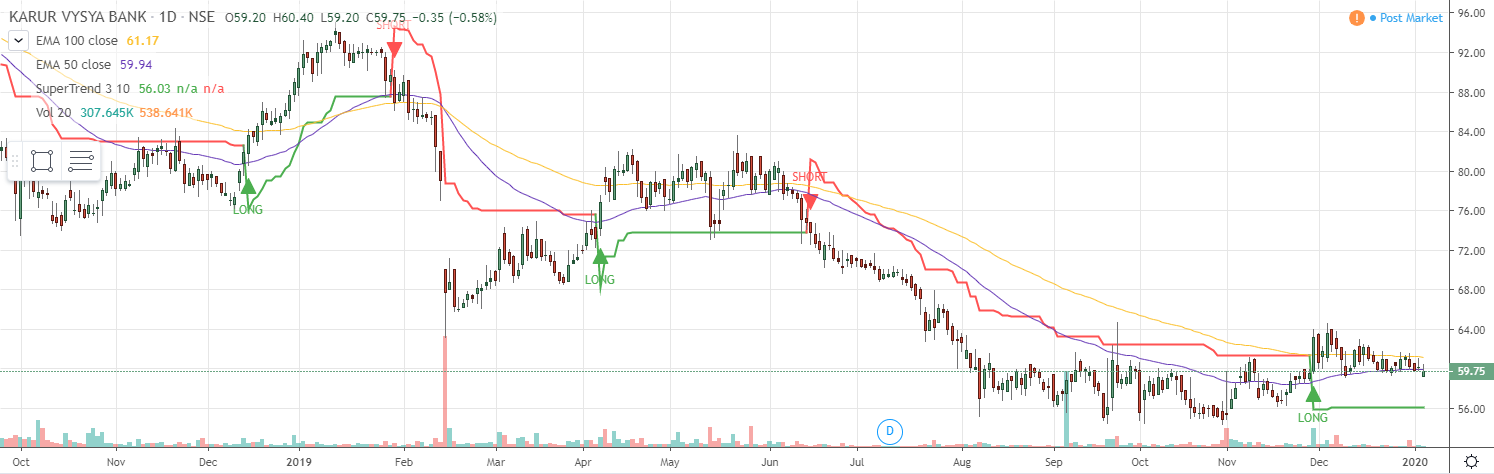 KARUR VYSYA BANK · 1D · NSE O59.20 H60.40 L59.20 C59.75 −0.35 (−0.58%)
EMA 100 close 61.17
EMA 50 close 59.94
SuperTrend 3 10 56.03 n/a n/a
Vol 20 307.645K 538.641K
! Post Market
SHORT
LONG
LONG
SHORT
LONG
D
96.00
92.00
88.00
84.00
80.00
76.00
72.00
68.00
64.00
59.75
56.00
Oct Nov Dec 2019 Feb Mar Apr May Jun Jul Aug Sep Oct Nov Dec 2020